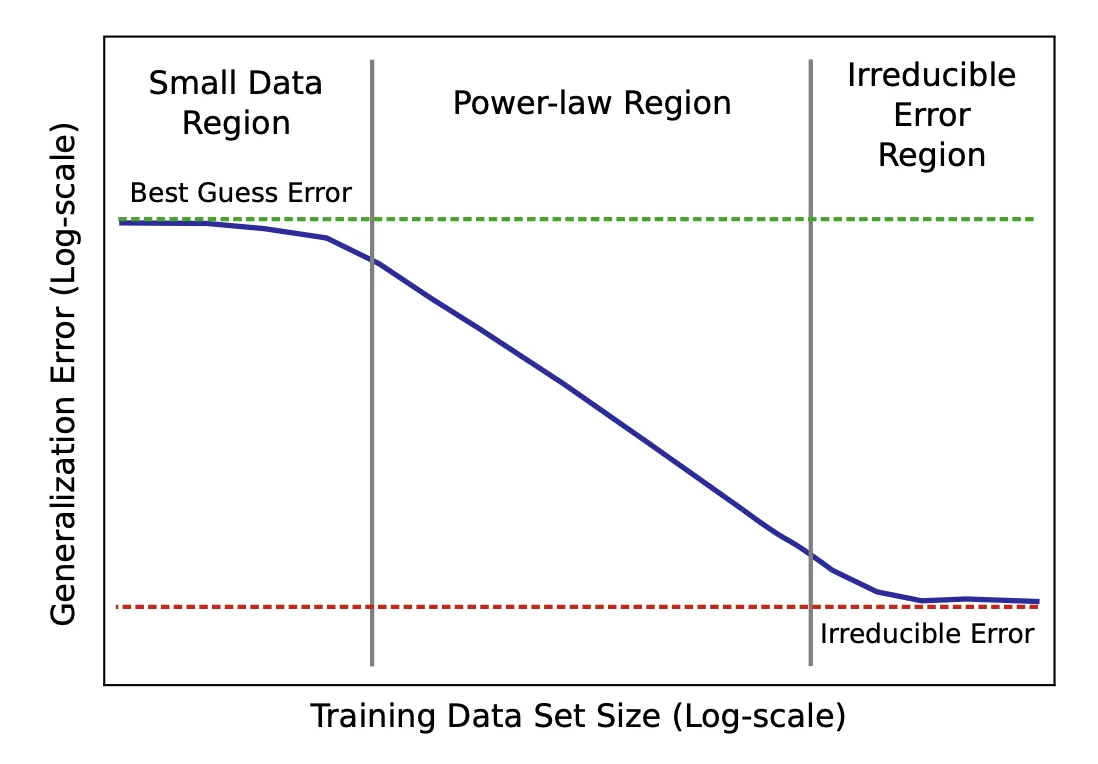 Small Data
Region
Power-law Region
Irreducible
Error
Region
Best Guess Error
Generalization Error (Log-scale)
Irreducible Error
Training Data Set Size (Log-scale)